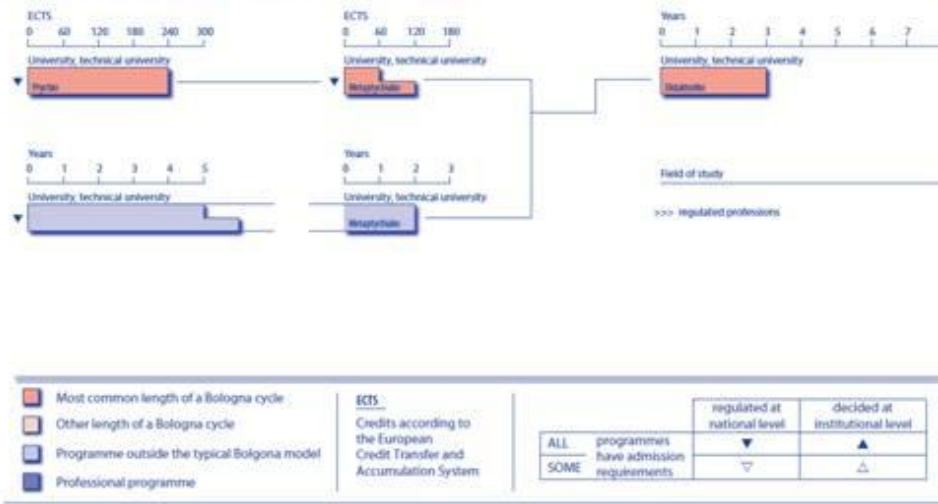 ECTS
0 60 120 180 240 300
University, technical university
Ptychio
ECTS
0 60 120 180
University, technical university
Metaptychiako
Years
0 1 2 3 4 5 6 7
University, technical university
Didaktoriko
Years
0 1 2 3 4 5
University, technical university
Years
0 1 2 3
University, technical university
Metaptychiako
Field of study
>>> regulated professions
Most common length of a Bologna cycle
Other length of a Bologna cycle
Programme outside the typical Bolgona model
Professional programme
ECTS
Credits according to
the European
Credit Transfer and
Accumulation System
regulated at
national level
decided at
institutional level
ALL
SOME
programmes
have admission
requirements